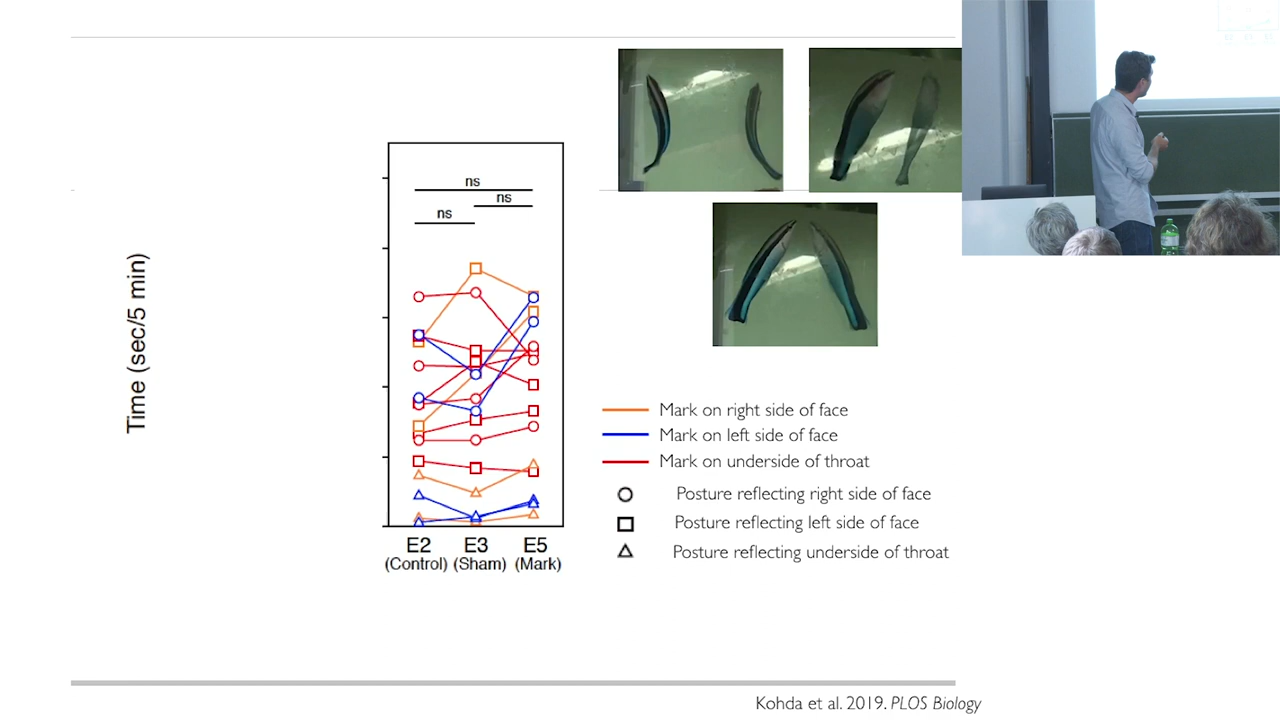 Time (sec/5 min)
ns
ns
ns
E2 E3 E5
(Control) (Sham) (Mark)
Mark on right side of face
Mark on left side of face
Mark on underside of throat
Posture reflecting right side of face
Posture reflecting left side of face
Posture reflecting underside of throat
Kohda et al. 2019. PLOS Biology